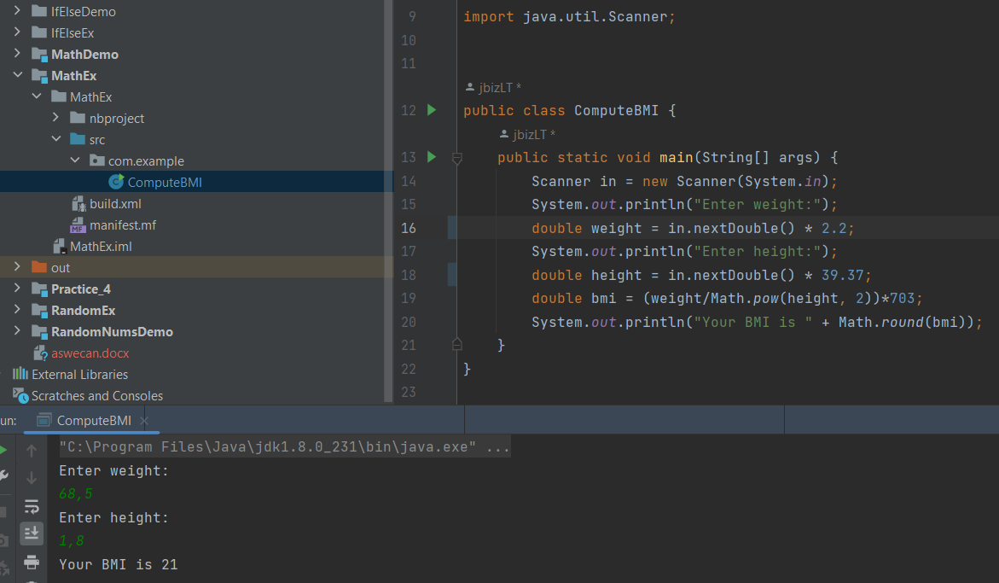 IfElseDemo
IfElseEx
MathDemo
MathEx
MathEx
nbproject
src
com.example
ComputeBMI
build.xml
manifest.mf
MathEx.iml
out
Practice_4
RandomEx
RandomNumsDemo
aswecan.docx
External Libraries
Scratches and Consoles
9 import java.util.Scanner;
10
11
jbizLT *
12 public class ComputeBMI {
jbizLT *
13 public static void main(String[] args) {
14 Scanner in = new Scanner(System.in);
15 System.out.println("Enter weight:");
16 double weight = in.nextDouble() * 2.2;
17 System.out.println("Enter height:");
18 double height = in.nextDouble() * 39.37;
19 double bmi = (weight/Math.pow(height, 2))*703;
20 System.out.println("Your BMI is " + Math.round(bmi));
21 }
22 }
23
un: ComputeBMI
"C:\Program Files\Java\jdk1.8.0_231\bin\java.exe" ...
Enter weight:
68,5
Enter height:
1,8
Your BMI is 21